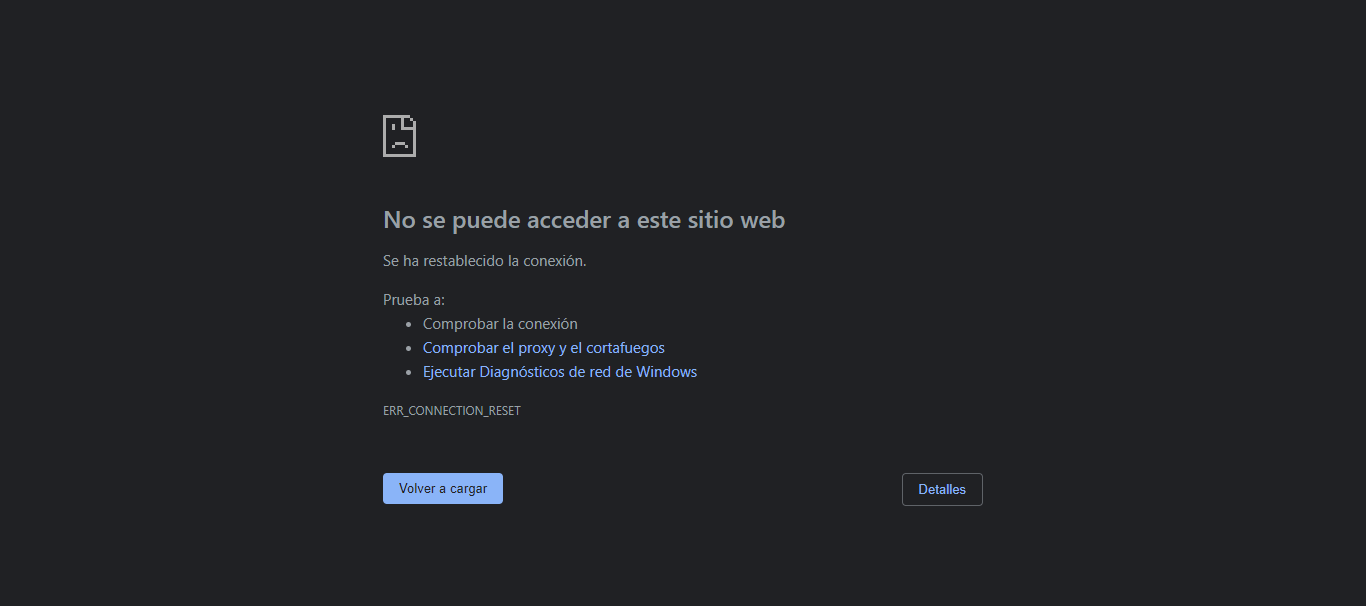 No se puede acceder a este sitio web
Se ha restablecido la conexión.
Prueba a:
Comprobar la conexión
Comprobar el proxy y el cortafuegos
Ejecutar Diagnósticos de red de Windows
ERR_CONNECTION_RESET
Volver a cargar
Detalles